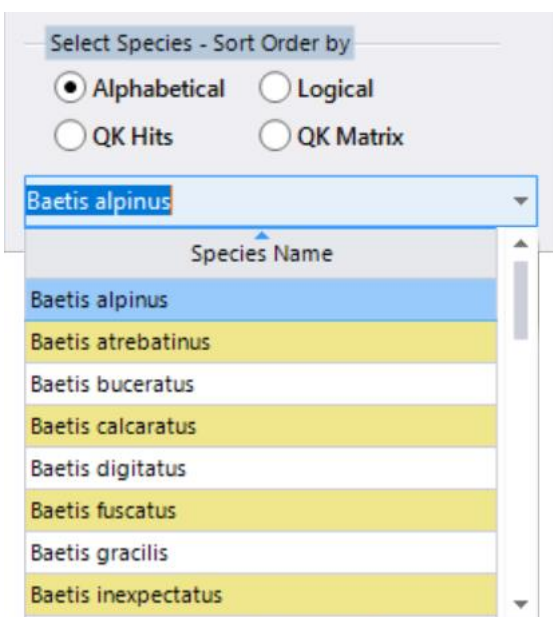 Select Species - Sort Order by
Alphabetical Logical
QK Hits QK Matrix
Baetis alpinus
Species Name
Baetis alpinus
Baetis atrebatinus
Baetis buceratus
Baetis calcaratus
Baetis digitatus
Baetis fuscatus
Baetis gracilis
Baetis inexpectatus